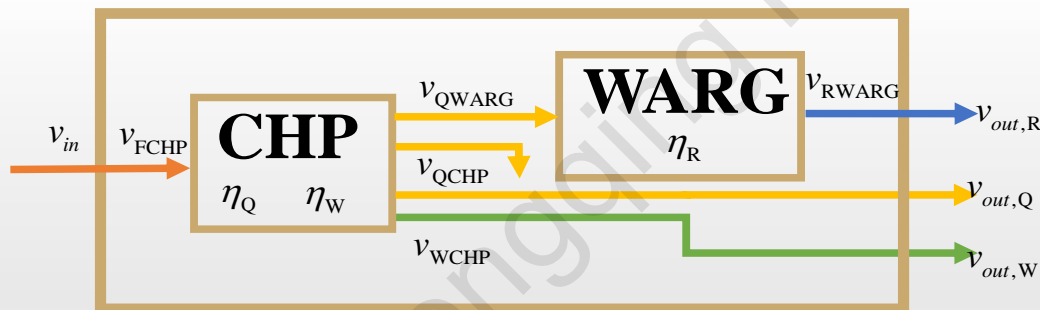 CHP
WARG
v_in
v_FCHP
η_Q
η_W
v_QWARG
v_QCHP
v_WCHP
η_R
v_RWARG
v_out,R
v_out,Q
v_out,W